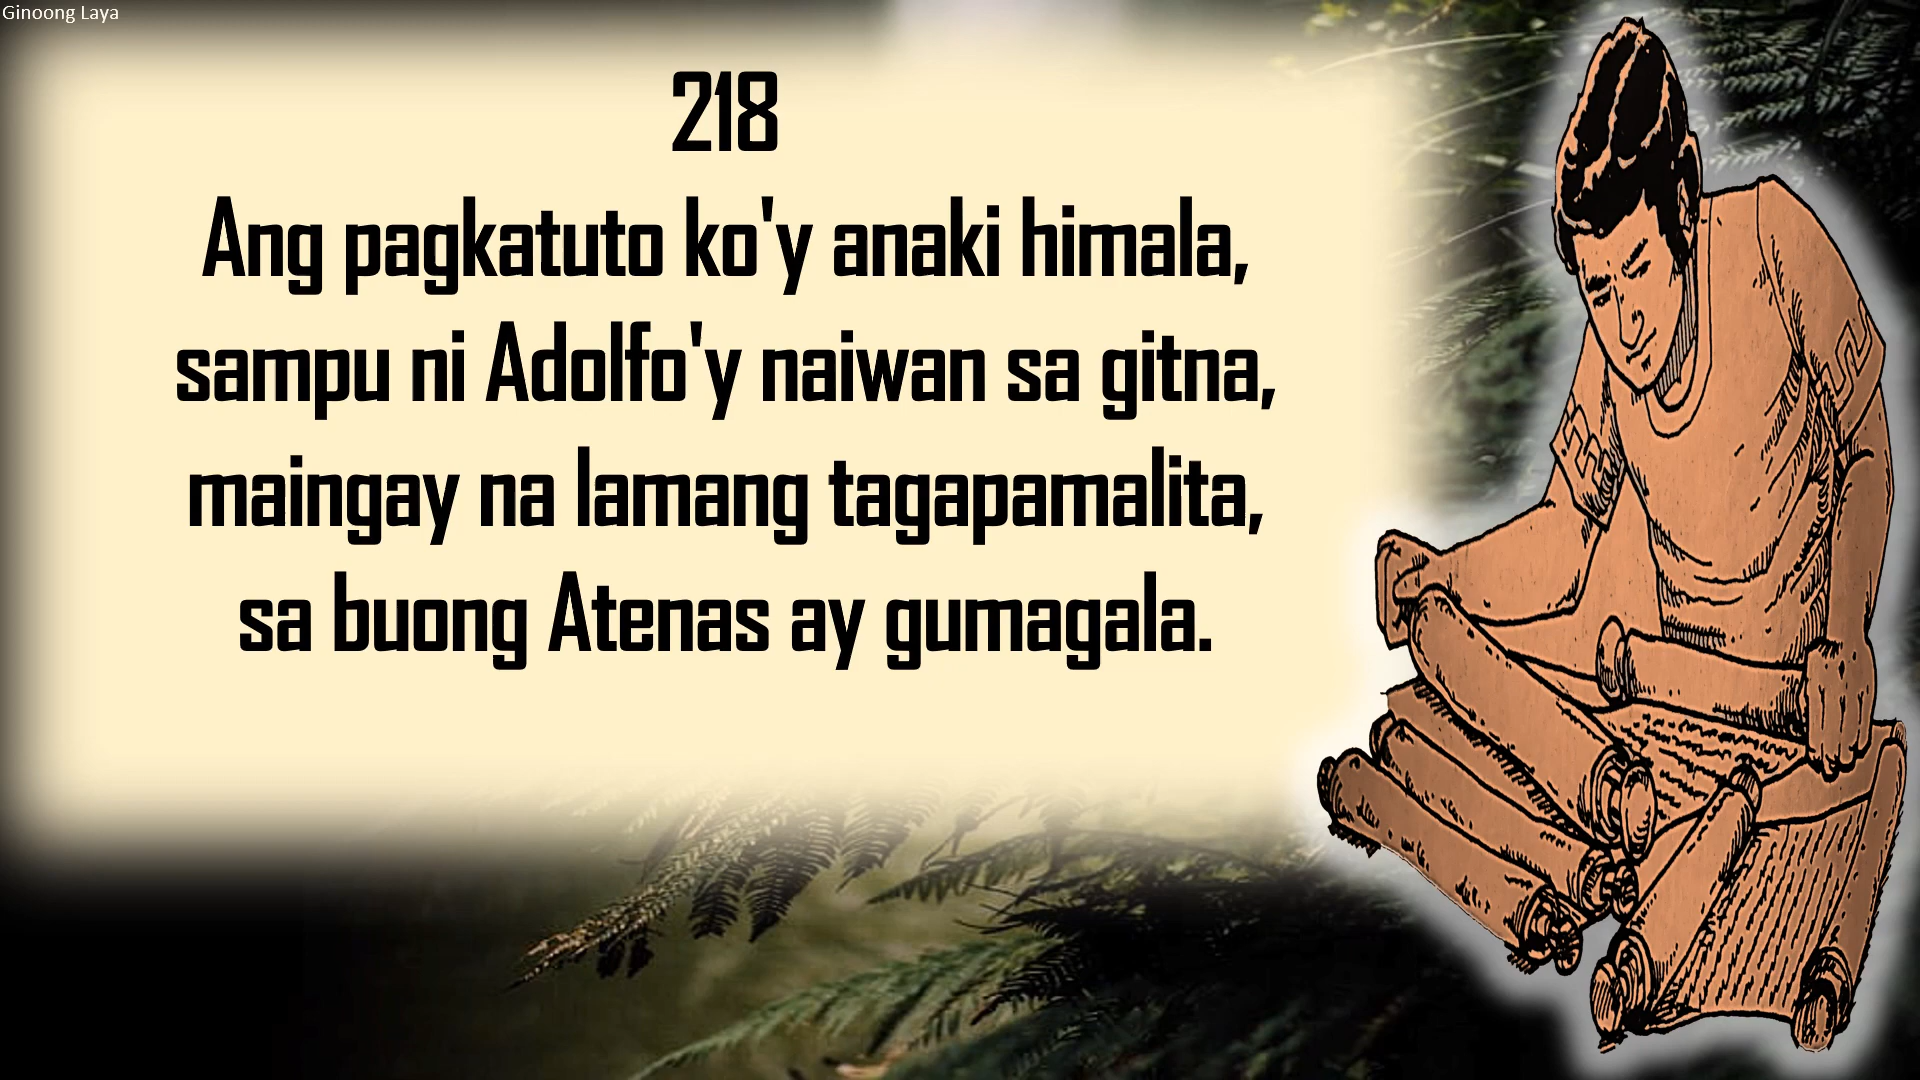 Ginoong Laya
218
Ang pagkatuto ko'y anaki himala,
sampu ni Adolfo'y naiwan sa gitna,
maingay na lamang tagapamalita,
sa buong Atenas ay gumagala.